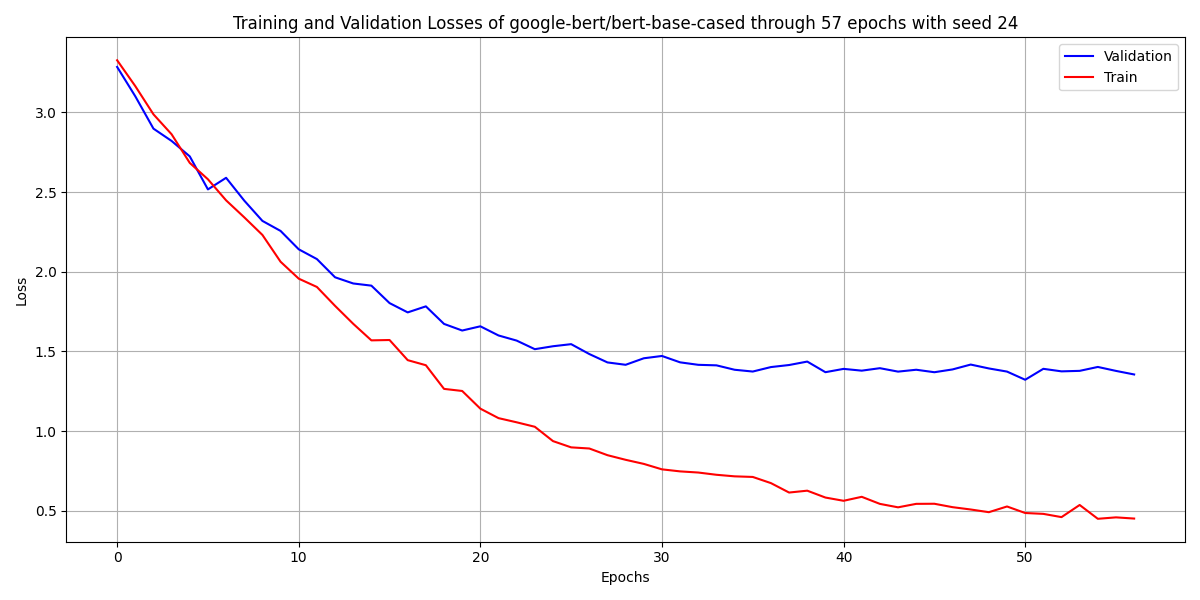 Training and Validation Losses of google-bert/bert-base-cased through 57 epochs with seed 24
Validation
Train
3.0
2.5
2.0
1.5
1.0
0.5
Loss
0 10 20 30 40 50
Epochs